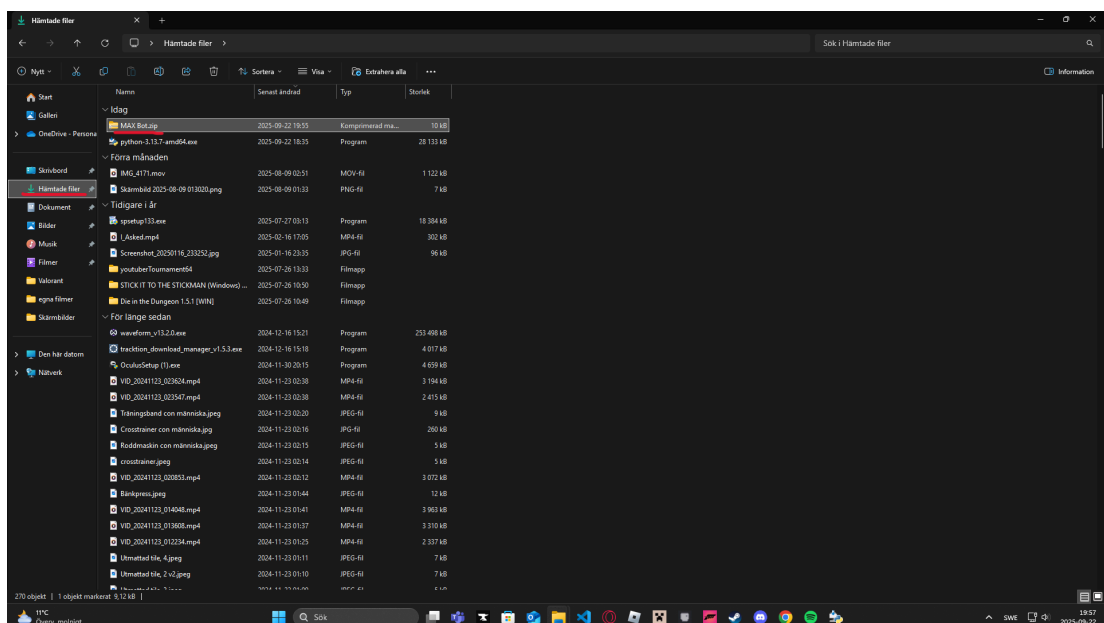 Hämtade filer
Hämtade filer
Sök i Hämtade filer
Nytt
Sortera
Visa
Extrahera alla
Information
Start
Galleri
OneDrive - Persona
Skrivbord
Hämtade filer
Dokument
Bilder
Musik
Filmer
Valorant
egna filmer
Skärmbilder
Den här datorn
Nätverk
Namn Senast ändrad Typ Storlek
Idag
MAX Bot.zip 2025-09-22 19:55 Komprimerad ma... 10 kB
python-3.13.7-amd64.exe 2025-09-22 18:35 Program 28 133 kB
Förra månaden
IMG_4171.mov 2025-08-09 02:51 MOV-fil 1 122 kB
Skärmbild 2025-08-09 013020.png 2025-08-09 01:33 PNG-fil 7 kB
Tidigare i år
spsetup133.exe 2025-07-27 03:13 Program 18 384 kB
I_Asked.mp4 2025-02-16 17:05 MP4-fil 302 kB
Screenshot_20250116_233252.jpg 2025-01-16 23:35 JPG-fil 96 kB
youtuberTournament64 2025-07-26 13:33 Filmapp
STICK IT TO THE STICKMAN (Windows) ... 2025-07-26 10:50 Filmapp
Die in the Dungeon 1.5.1 [WIN] 2025-07-26 10:49 Filmapp
För länge sedan
waveform_v13.2.0.exe 2024-12-16 15:21 Program 253 498 kB
tracktion_download_manager_v1.5.3.exe 2024-12-16 15:18 Program 4 017 kB
OculusSetup (1).exe 2024-11-30 20:15 Program 4 659 kB
VID_20241123_023624.mp4 2024-11-23 02:38 MP4-fil 3 194 kB
VID_20241123_023547.mp4 2024-11-23 02:38 MP4-fil 2 415 kB
Träningsband con människa.jpeg 2024-11-23 02:20 JPEG-fil 9 kB
Crosstrainer con människa.jpg 2024-11-23 02:16 JPG-fil 260 kB
Roddmaskin con människa.jpeg 2024-11-23 02:15 JPEG-fil 5 kB
crosstrainer.jpeg 2024-11-23 02:14 JPEG-fil 5 kB
VID_20241123_020853.mp4 2024-11-23 02:12 MP4-fil 3 072 kB
Bänkpress.jpeg 2024-11-23 01:44 JPEG-fil 12 kB
VID_20241123_014048.mp4 2024-11-23 01:41 MP4-fil 3 963 kB
VID_20241123_013608.mp4 2024-11-23 01:37 MP4-fil 3 310 kB
VID_20241123_012234.mp4 2024-11-23 01:25 MP4-fil 2 337 kB
Utmattad tile, 4.jpeg 2024-11-23 01:11 JPEG-fil 7 kB
Utmattad tile, 2 v2.jpeg 2024-11-23 01:10 JPEG-fil 7 kB
270 objekt 1 objekt markerat 9,12 kB
11°C
Sök
SWE
19:57
2025-09-22